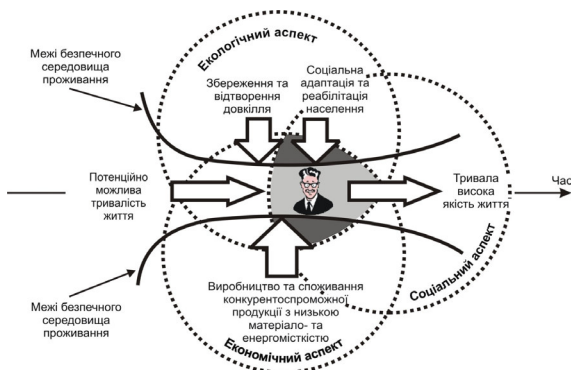 Екологічний аспект
Межі безпечного
середовища
проживання
Збереження та
відтворення
довкілля
Соціальна
адаптація та
реабілітація
населення
Потенційно
можлива
тривалість
життя
Тривала
висока
якість життя
Час
Виробництво та споживання
конкурентоспроможної
продукції з низькою
матеріало- та
енергомісткістю
Соціальний аспект
Межі безпечного
середовища
проживання
Економічний аспект